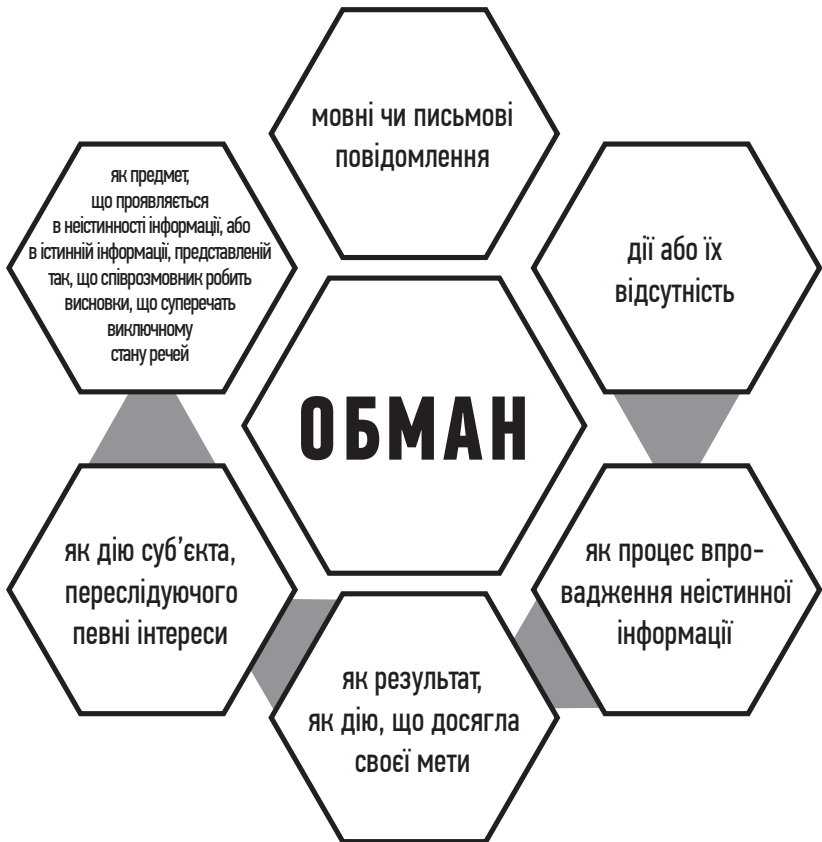 мовні чи письмові
повідомлення
як предмет,
що проявляється
в неістинності інформації, або
в істинній інформації, представленій
так, що співрозмовник робить
висновки, що суперечать
виключному
стану речей
дії або їх
відсутність
ОБМАН
як дію суб’єкта,
переслідуючого
певні інтереси
як процес впро-
вадження неістинної
інформації
як результат,
як дію, що досягла
своєї мети